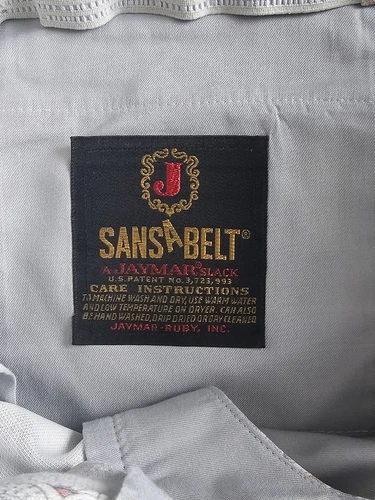 J
SANSABELT®
A JAYMAR® SLACK
U.S. PATENT No. 3,723,993
CARE INSTRUCTIONS
TO MACHINE WASH AND DRY, USE WARM WATER
AND LOW TEMPERATURE ON DRYER. CAN ALSO
BE HAND WASHED, DRIP DRIED OR DRY CLEANED.
JAYMAR-RUBY, INC.